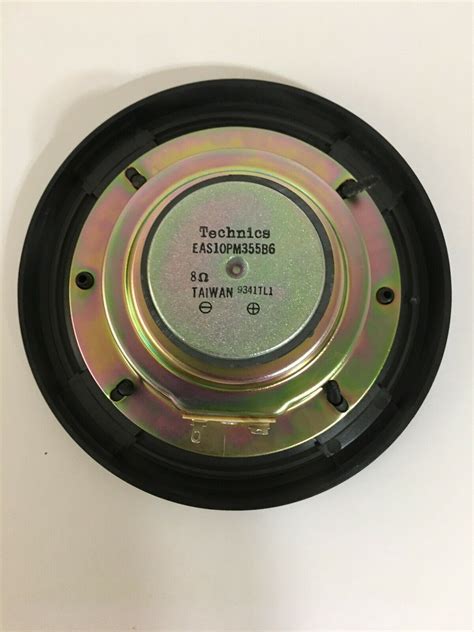 Technics
EAS10PM355B6
8Ω
TAIWAN 9341TL1
⊖ ⊕